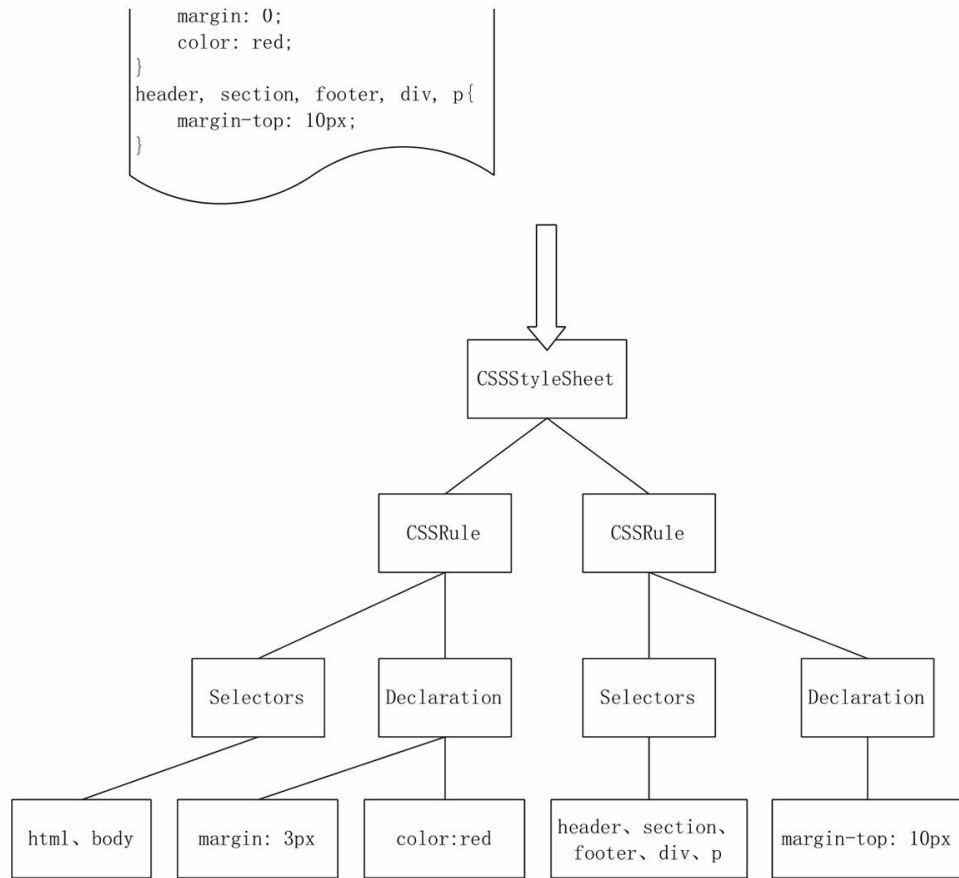 margin: 0;
color: red;
}
header, section, footer, div, p{
margin-top: 10px;
}
CSSStyleSheet
CSSRule
CSSRule
Selectors
Declaration
Selectors
Declaration
html、body
margin: 3px
color:red
header、section、
footer、div、p
margin-top: 10px